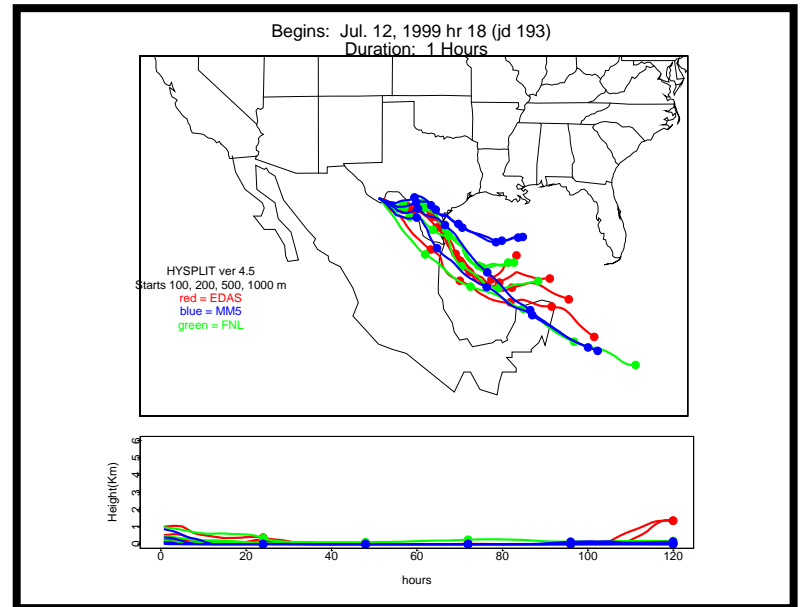 Begins: Jul. 12, 1999 hr 18 (jd 193)
Duration: 1 Hours
HYSPLIT ver 4.5
Starts 100, 200, 500, 1000 m
red = EDAS
blue = MM5
green = FNL
Height(Km)
6
5
4
3
2
1
0
0 20 40 60 80 100 120
hours